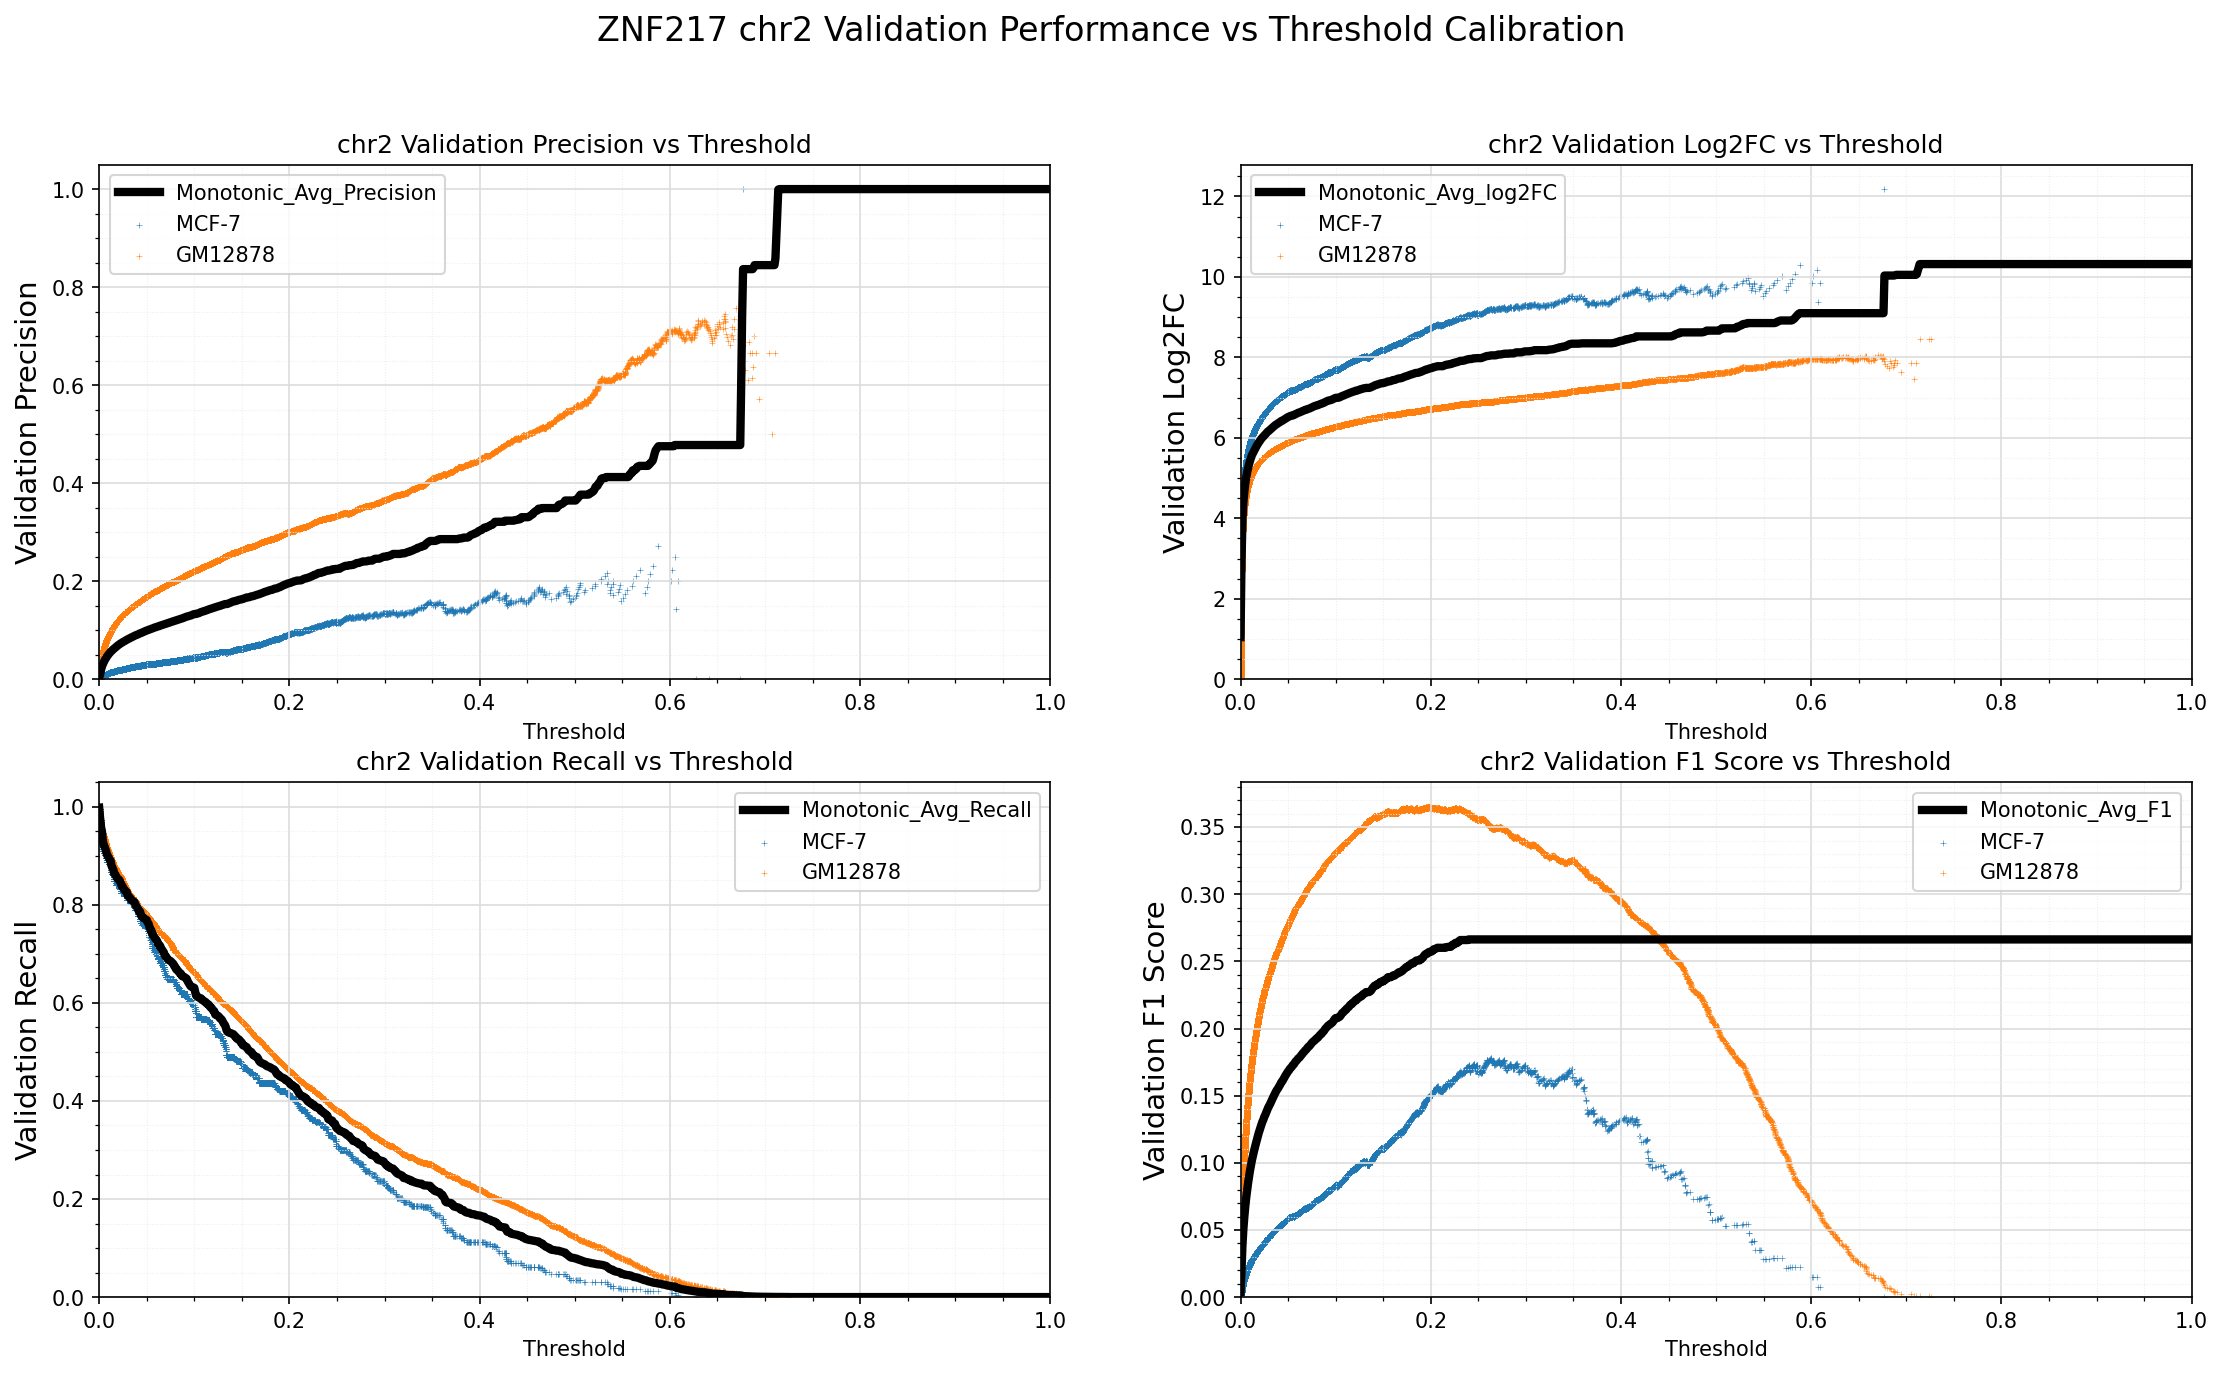 ZNF217 chr2 Validation Performance vs Threshold Calibration
chr2 Validation Precision vs Threshold
Validation Precision
1.0
0.8
0.6
0.4
0.2
0.0
Monotonic_Avg_Precision
MCF-7
GM12878
0.0 0.2 0.4 0.6 0.8 1.0
Threshold
chr2 Validation Log2FC vs Threshold
Validation Log2FC
12
10
8
6
4
2
0
Monotonic_Avg_log2FC
MCF-7
GM12878
0.0 0.2 0.4 0.6 0.8 1.0
Threshold
chr2 Validation Recall vs Threshold
Validation Recall
1.0
0.8
0.6
0.4
0.2
0.0
Monotonic_Avg_Recall
MCF-7
GM12878
0.0 0.2 0.4 0.6 0.8 1.0
Threshold
chr2 Validation F1 Score vs Threshold
Validation F1 Score
0.35
0.30
0.25
0.20
0.15
0.10
0.05
0.00
Monotonic_Avg_F1
MCF-7
GM12878
0.0 0.2 0.4 0.6 0.8 1.0
Threshold